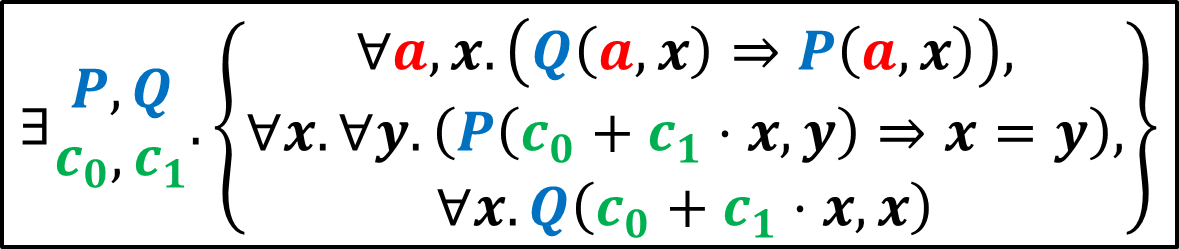 ∀a, x. (Q(a, x) ⇒ P(a, x)),
∃ P, Q c₀, c₁ . { ∀x. ∀y. (P(c₀ + c₁ · x, y) ⇒ x = y), }
∀x. Q(c₀ + c₁ · x, x)